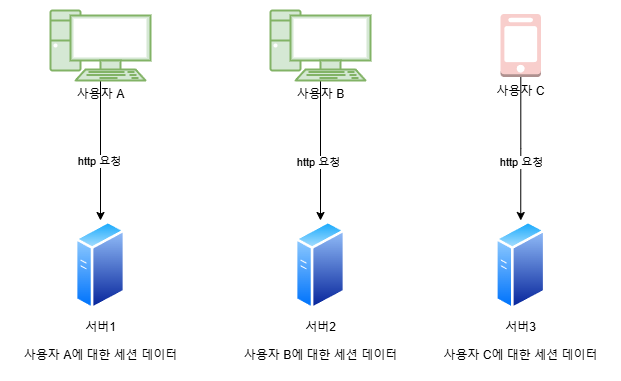 사용자 A
사용자 B
사용자 C
http 요청
http 요청
http 요청
서버1
서버2
서버3
사용자 A에 대한 세션 데이터
사용자 B에 대한 세션 데이터
사용자 C에 대한 세션 데이터